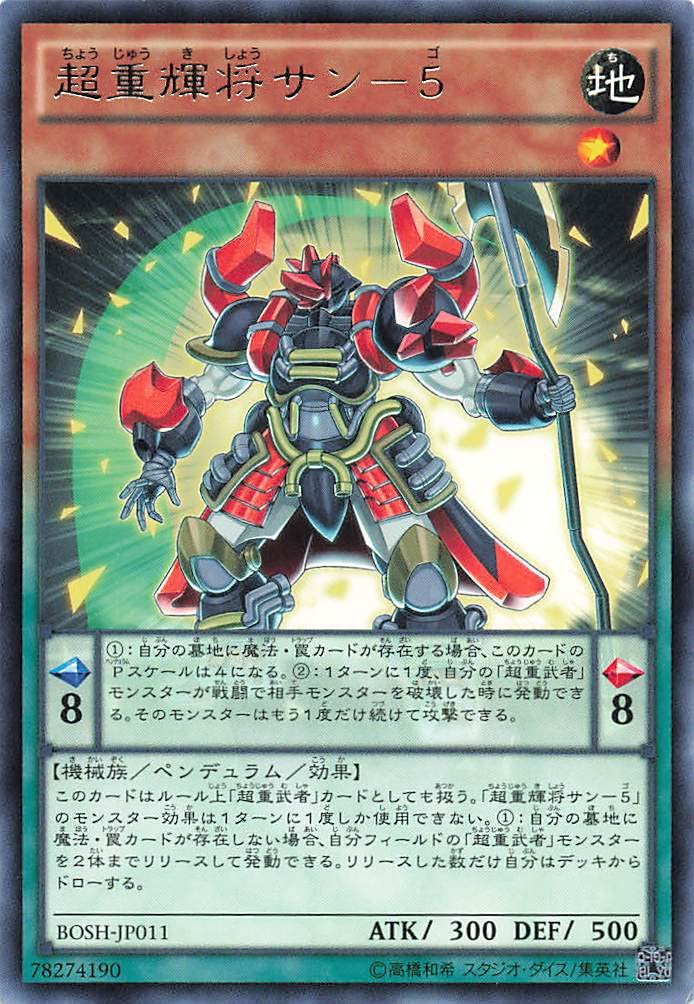 超重輝将サン－５
地
①：自分の墓地に魔法・罠カードが存在する場合、このカードの
Ｐスケールは４になる。②：１ターンに１度、自分の「超重武者」
モンスターが戦闘で相手モンスターを破壊した時に発動でき
る。そのモンスターはもう１度だけ続けて攻撃できる。
8
8
【機械族／ペンデュラム／効果】
このカードはルール上「超重武者」カードとしても扱う。「超重輝将サン－５」
のモンスター効果は１ターンに１度しか使用できない。①：自分の墓地に
魔法・罠カードが存在しない場合、自分フィールドの「超重武者」モンスター
を２体までリリースして発動できる。リリースした数だけ自分はデッキから
ドローする。
BOSH-JP011
ATK/ 300 DEF/ 500
78274190
©高橋和希 スタジオ・ダイス/集英社